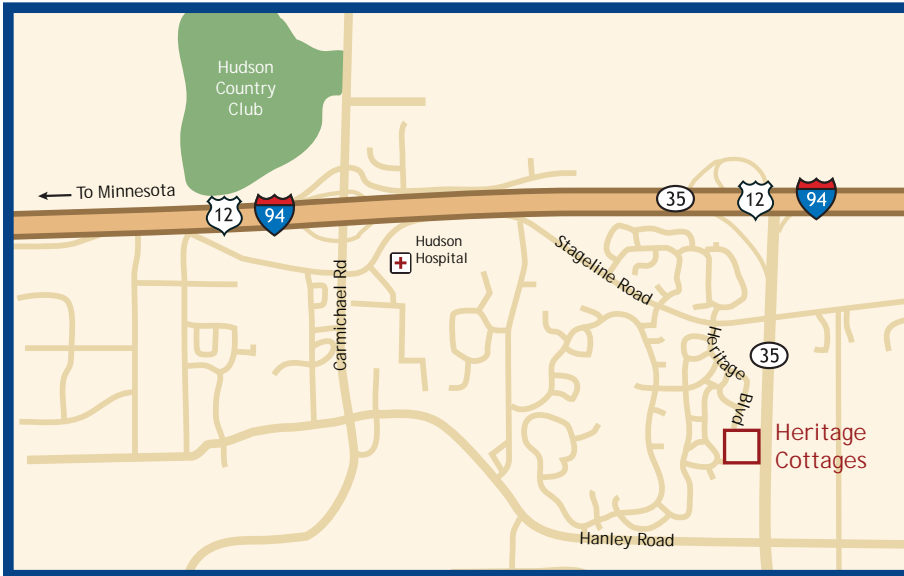 Hudson
Country
Club
To Minnesota
12
94
35
12
94
Hudson
Hospital
Carmichael Rd
Stageline Road
Heritage
Blvd
35
Heritage
Cottages
Hanley Road